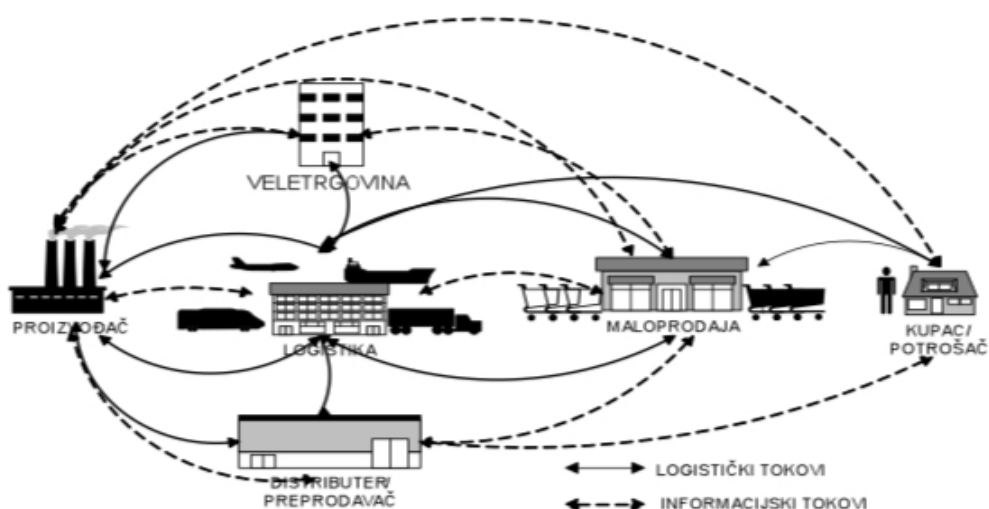 VELETRGOVINA
PROIZVOĐAČ
LOGISTIKA
MALOPRODAJA
KUPAC/
POTROŠAČ
DISTRIBUTER/
PREPRODAVAČ
LOGISTIČKI TOKOVI
INFORMACIJSKI TOKOVI